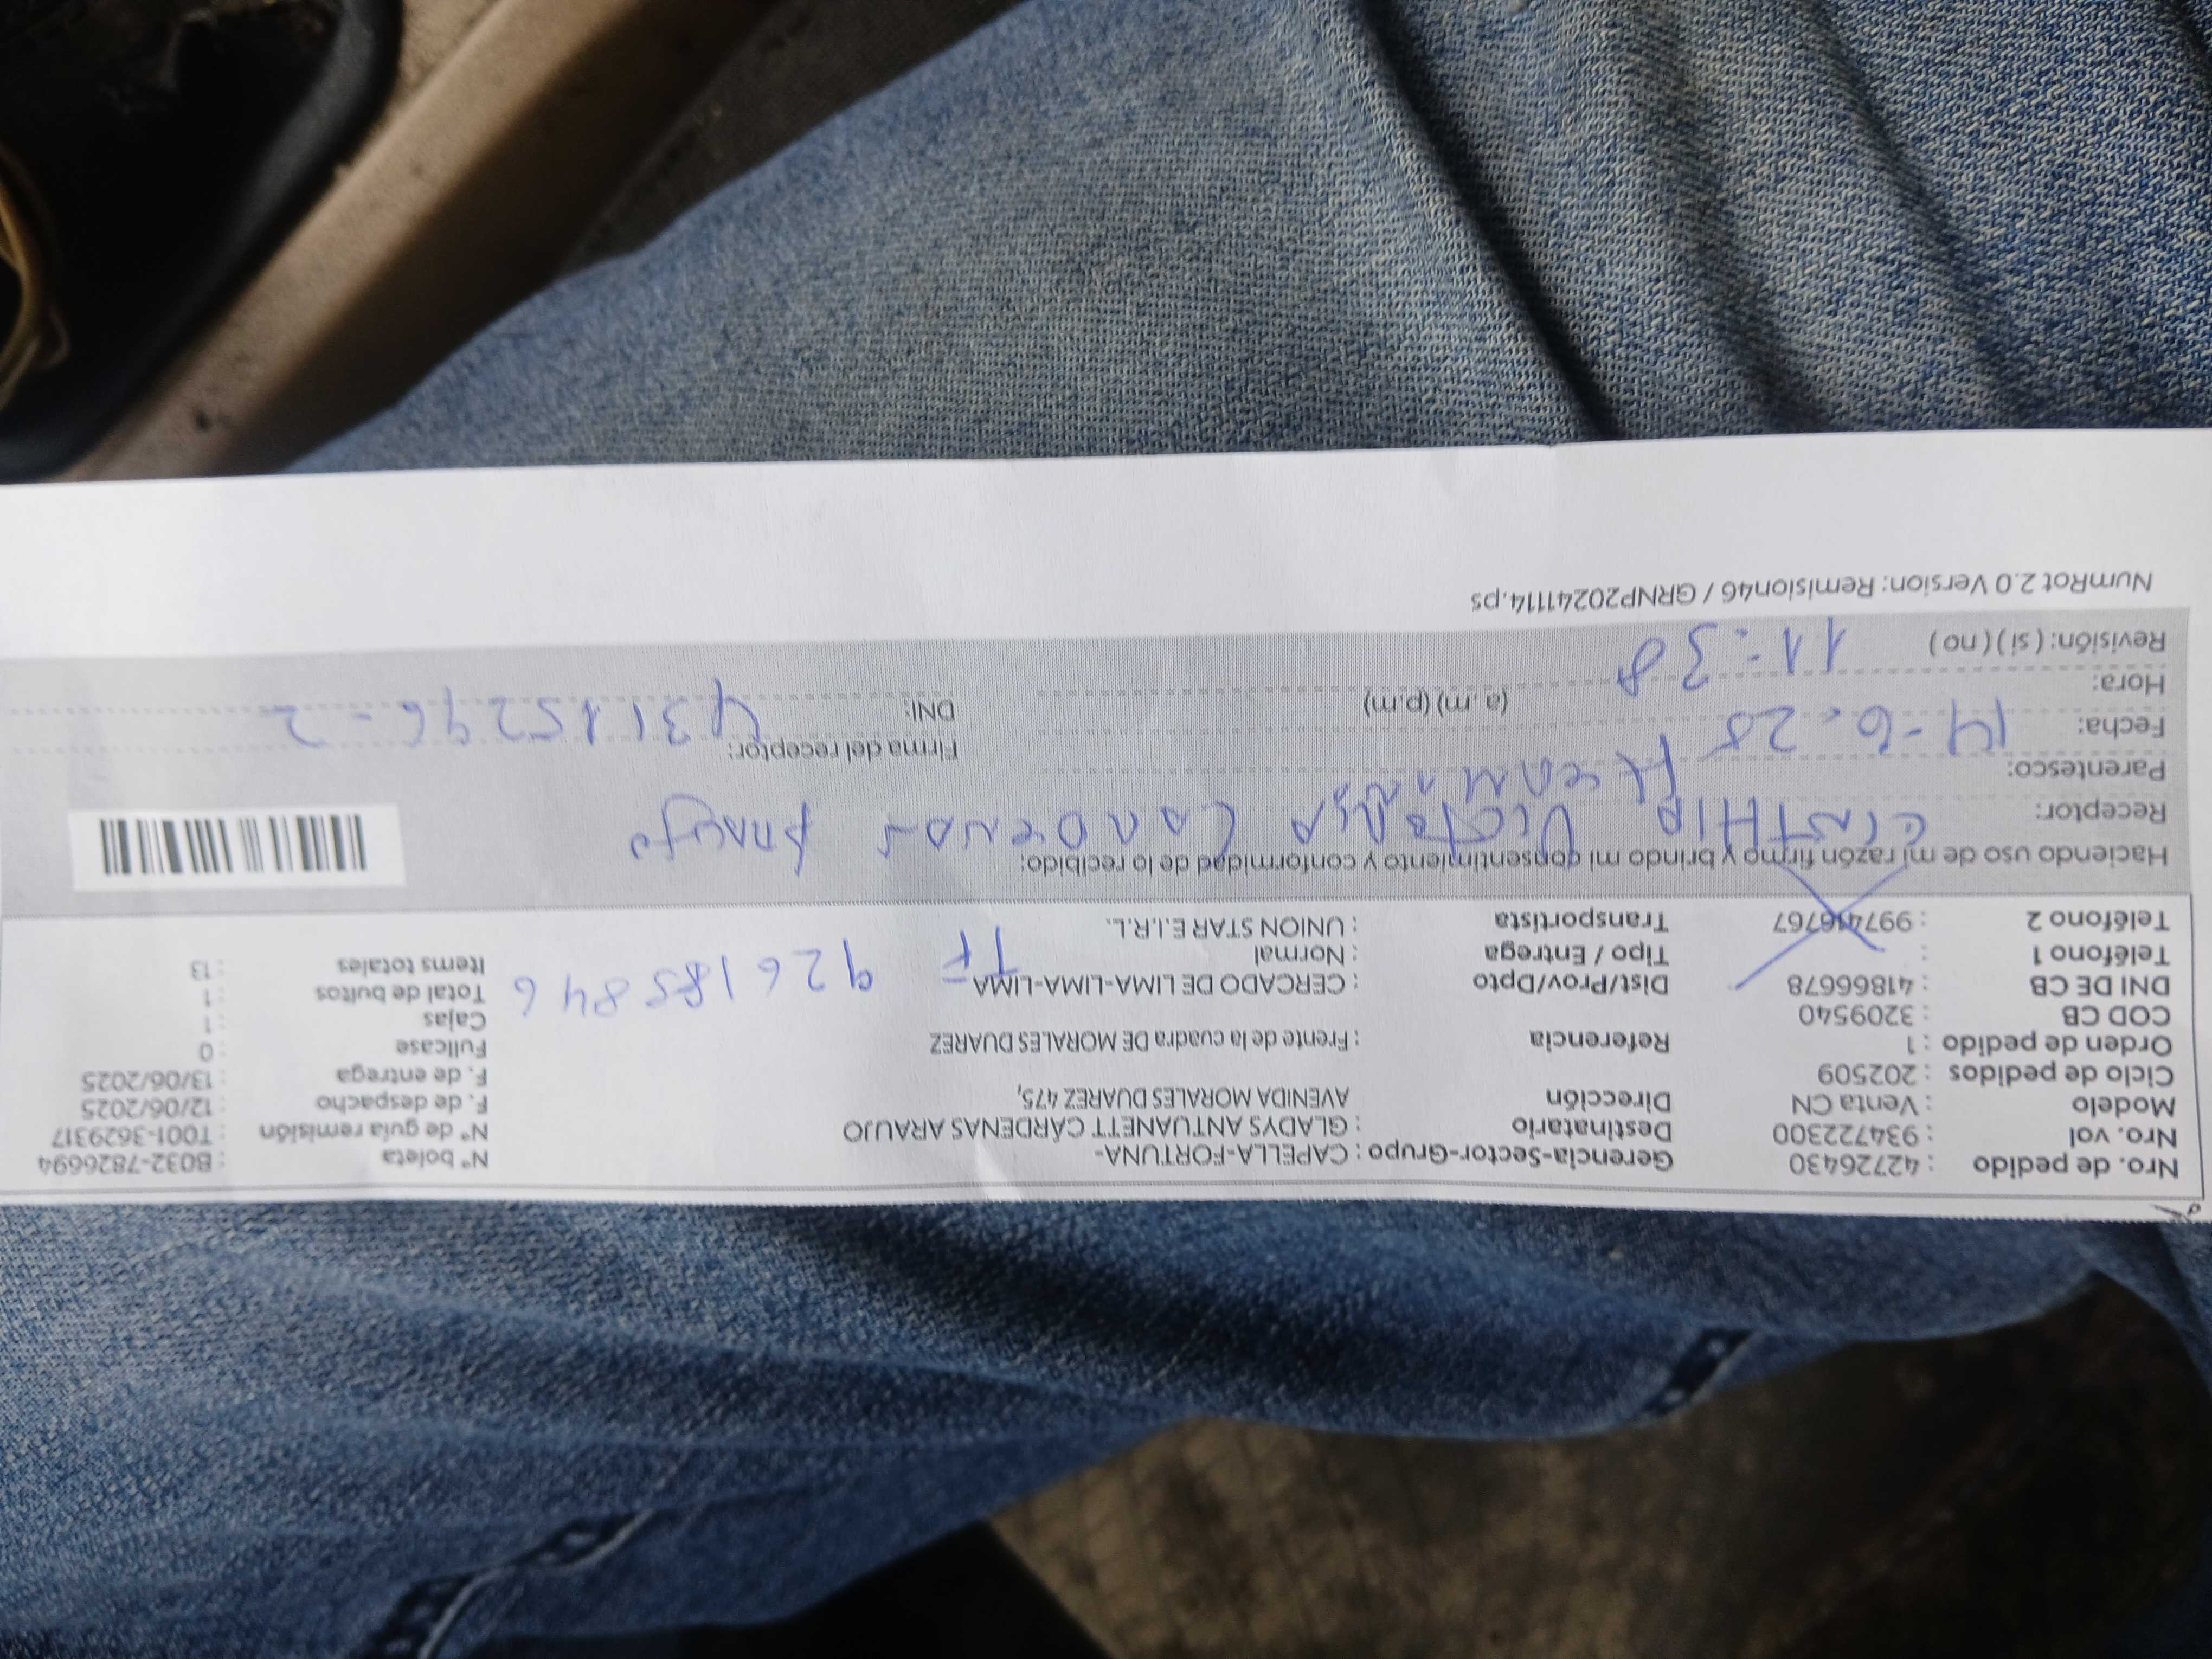 Nro. de pedido : 42726430 Gerencia-Sector-Grupo : CAPELLA-FORTUNA- N° boleta : B032-7826694
Nro. vol : 934722300 Destinatario : GLADYS ANTUANETT CÁRDENAS ARAUJO N° de guía remisión : T001-3629317
Modelo : Venta CN Dirección AVENIDA MORALES DUAREZ 475, F. de despacho : 12/06/2025
Ciclo de pedidos : 202509 F. de entrega : 13/06/2025
Orden de pedido : 1 Referencia : Frente de la cuadra DE MORALES DUAREZ Fullcase : 0
COD CB : 3209540 Cajas : 1
DNI DE CB : 41866678 Dist/Prov/Dpto : CERCADO DE LIMA-LIMA-LIMA Total de bultos : 1
TF 926185846
Teléfono 1 : Tipo / Entrega : Normal Items totales : 13
Teléfono 2 : 997416767 Transportista : UNION STAR E.I.R.L.
Haciendo uso de mi razón firmo y brindo mi consentimiento y conformidad de lo recibido:
Receptor: CINTHIA Victoria Cardenas Araujo
Parentesco:
Fecha: 14-6-25 Firma del receptor:
Hora: 11:30 (a.m) (p.m) DNI:
Revisión: ( si ) ( no )
NumRot 2.0 Version: Remision46 / GRNP20241114.ps